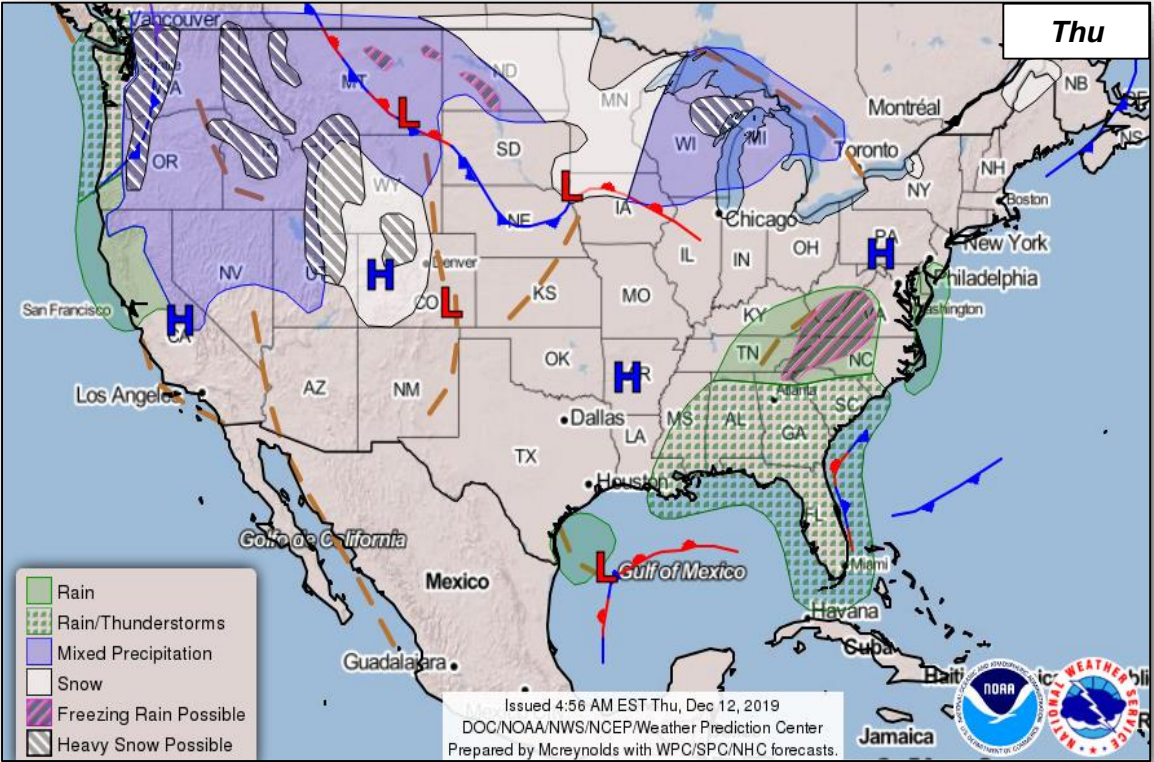 Thu
Vancouver
WA
MT
ND
MN
NB
Montréal
OR
SD
WI
MI
Toronto
NS
NH
WY
NY
Boston
L
L
IA
Chicago
NE
NV
Denver
H
CO
L
IL
IN
OH
PA
H
New York
Philadelphia
San Francisco
H
CA
KS
MO
KY
VA
TN
NC
OK
H
AZ
NM
Los Angeles
Atlanta
Dallas
MS
AL
SC
GA
LA
TX
Houston
FL
Golfo de California
Mexico
L
Gulf of Mexico
Miami
Havana
Cuba
Guadalajara
Jamaica
Rain
Rain/Thunderstorms
Mixed Precipitation
Snow
Freezing Rain Possible
Heavy Snow Possible
Issued 4:56 AM EST Thu, Dec 12, 2019
DOC/NOAA/NWS/NCEP/Weather Prediction Center
Prepared by Mcreynolds with WPC/SPC/NHC forecasts.
NOAA
NATIONAL WEATHER SERVICE